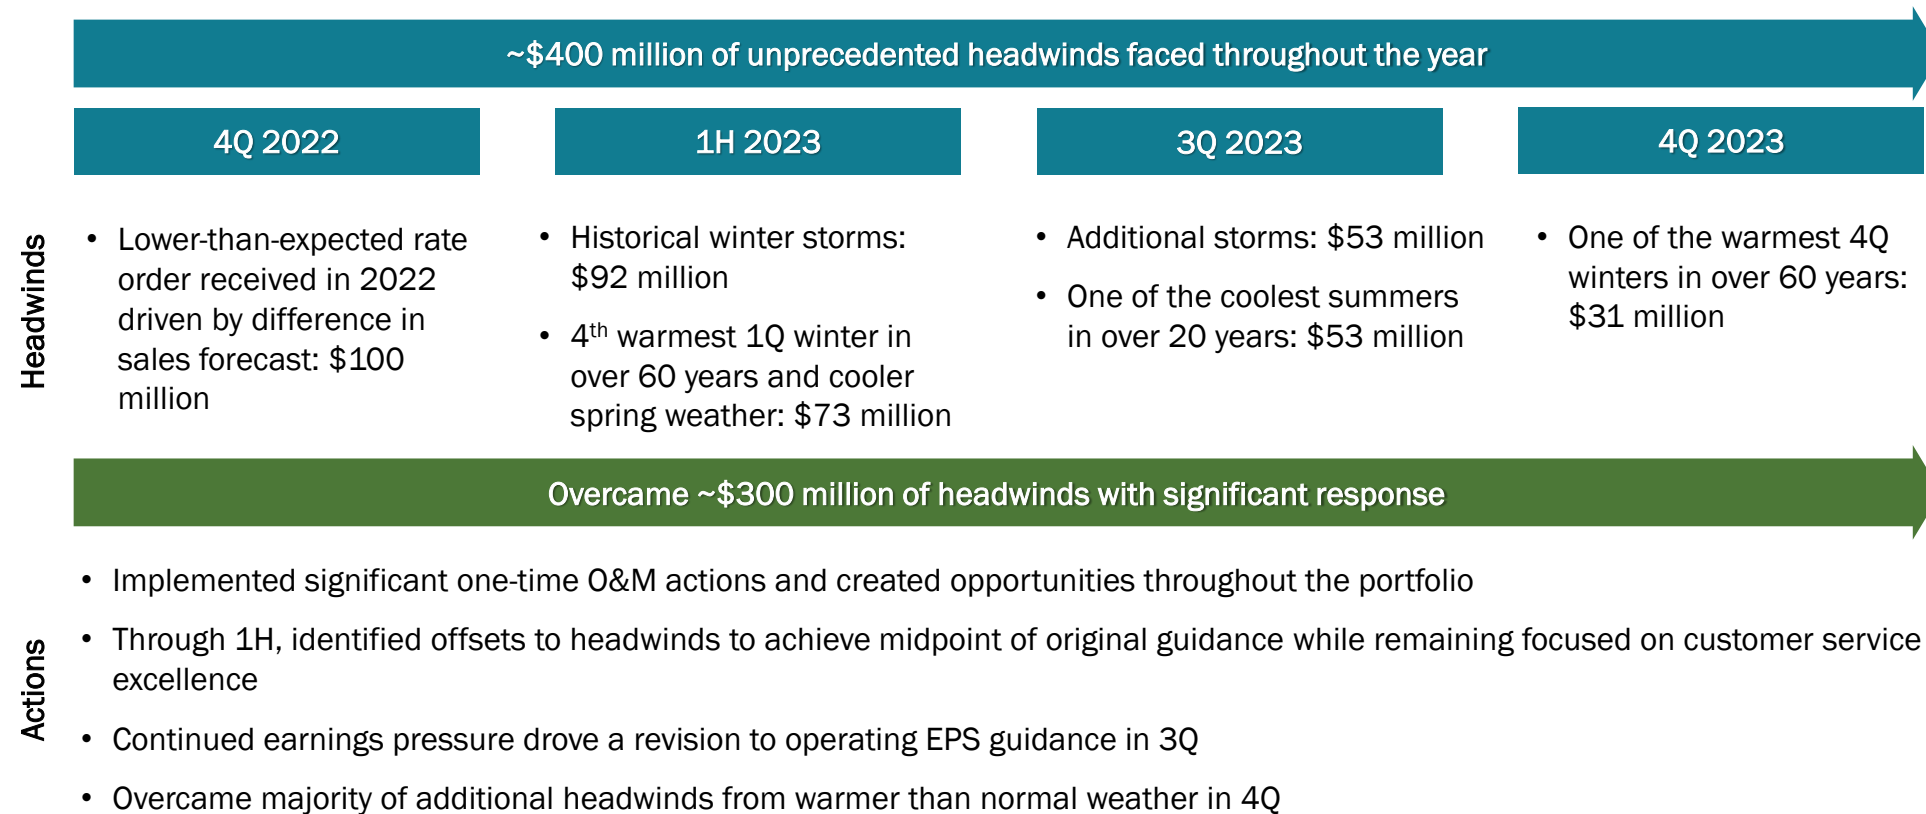 ~$400 million of unprecedented headwinds faced throughout the year
4Q 2022
1H 2023
3Q 2023
4Q 2023
Headwinds
• Lower-than-expected rate
order received in 2022
driven by difference in
sales forecast: $100
million
• Historical winter storms:
$92 million
• 4th warmest 1Q winter in
over 60 years and cooler
spring weather: $73 million
• Additional storms: $53 million
• One of the coolest summers
in over 20 years: $53 million
• One of the warmest 4Q
winters in over 60 years:
$31 million
Overcame ~$300 million of headwinds with significant response
Actions
• Implemented significant one-time O&M actions and created opportunities throughout the portfolio
• Through 1H, identified offsets to headwinds to achieve midpoint of original guidance while remaining focused on customer service
excellence
• Continued earnings pressure drove a revision to operating EPS guidance in 3Q
• Overcame majority of additional headwinds from warmer than normal weather in 4Q